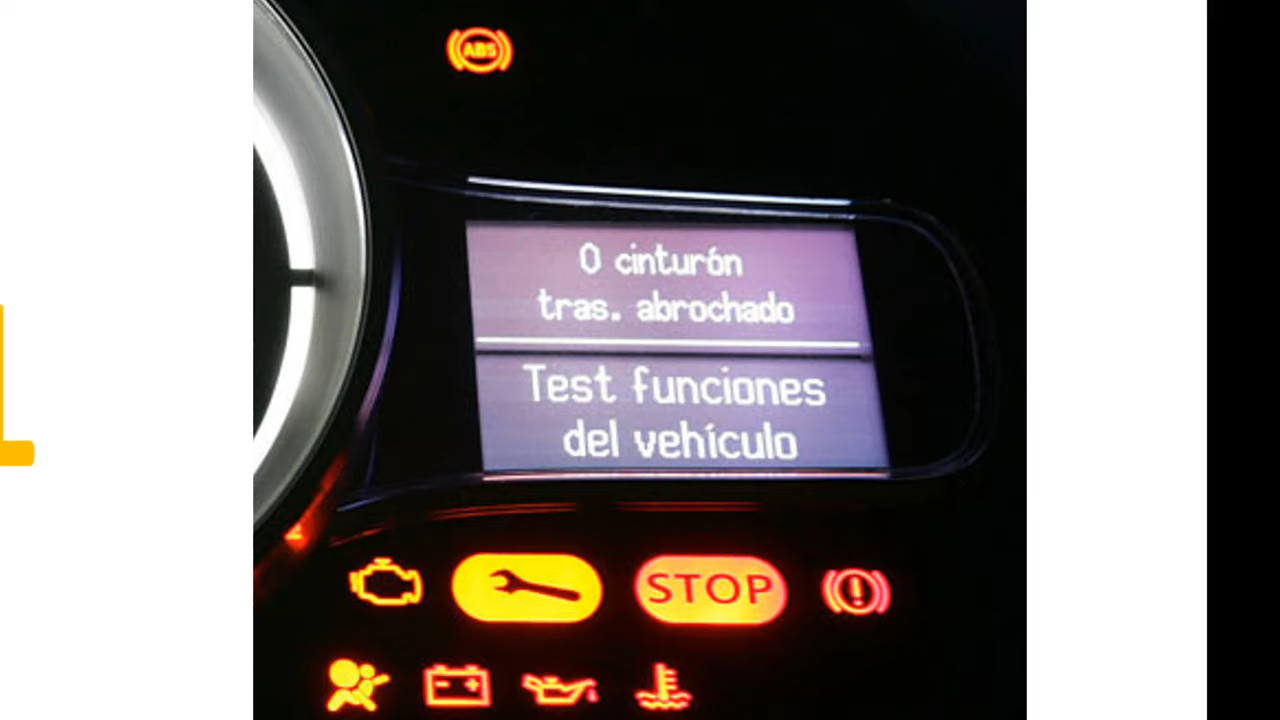 ABS
0 cinturón
tras. abrochado
Test funciones
del vehículo
STOP